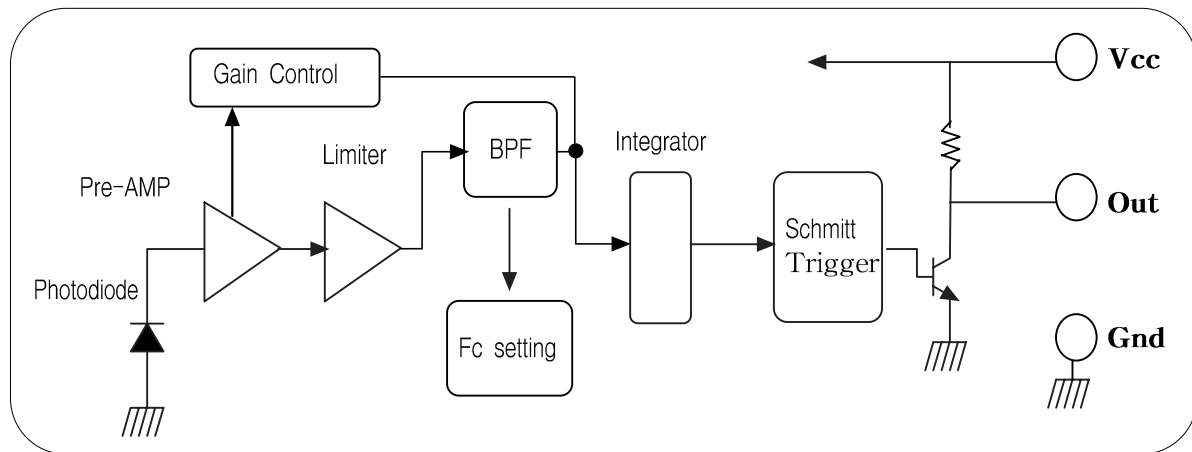 Gain Control
Vcc
BPF
Integrator
Limiter
Pre-AMP
Out
Schmitt
Trigger
Photodiode
Fc setting
Gnd